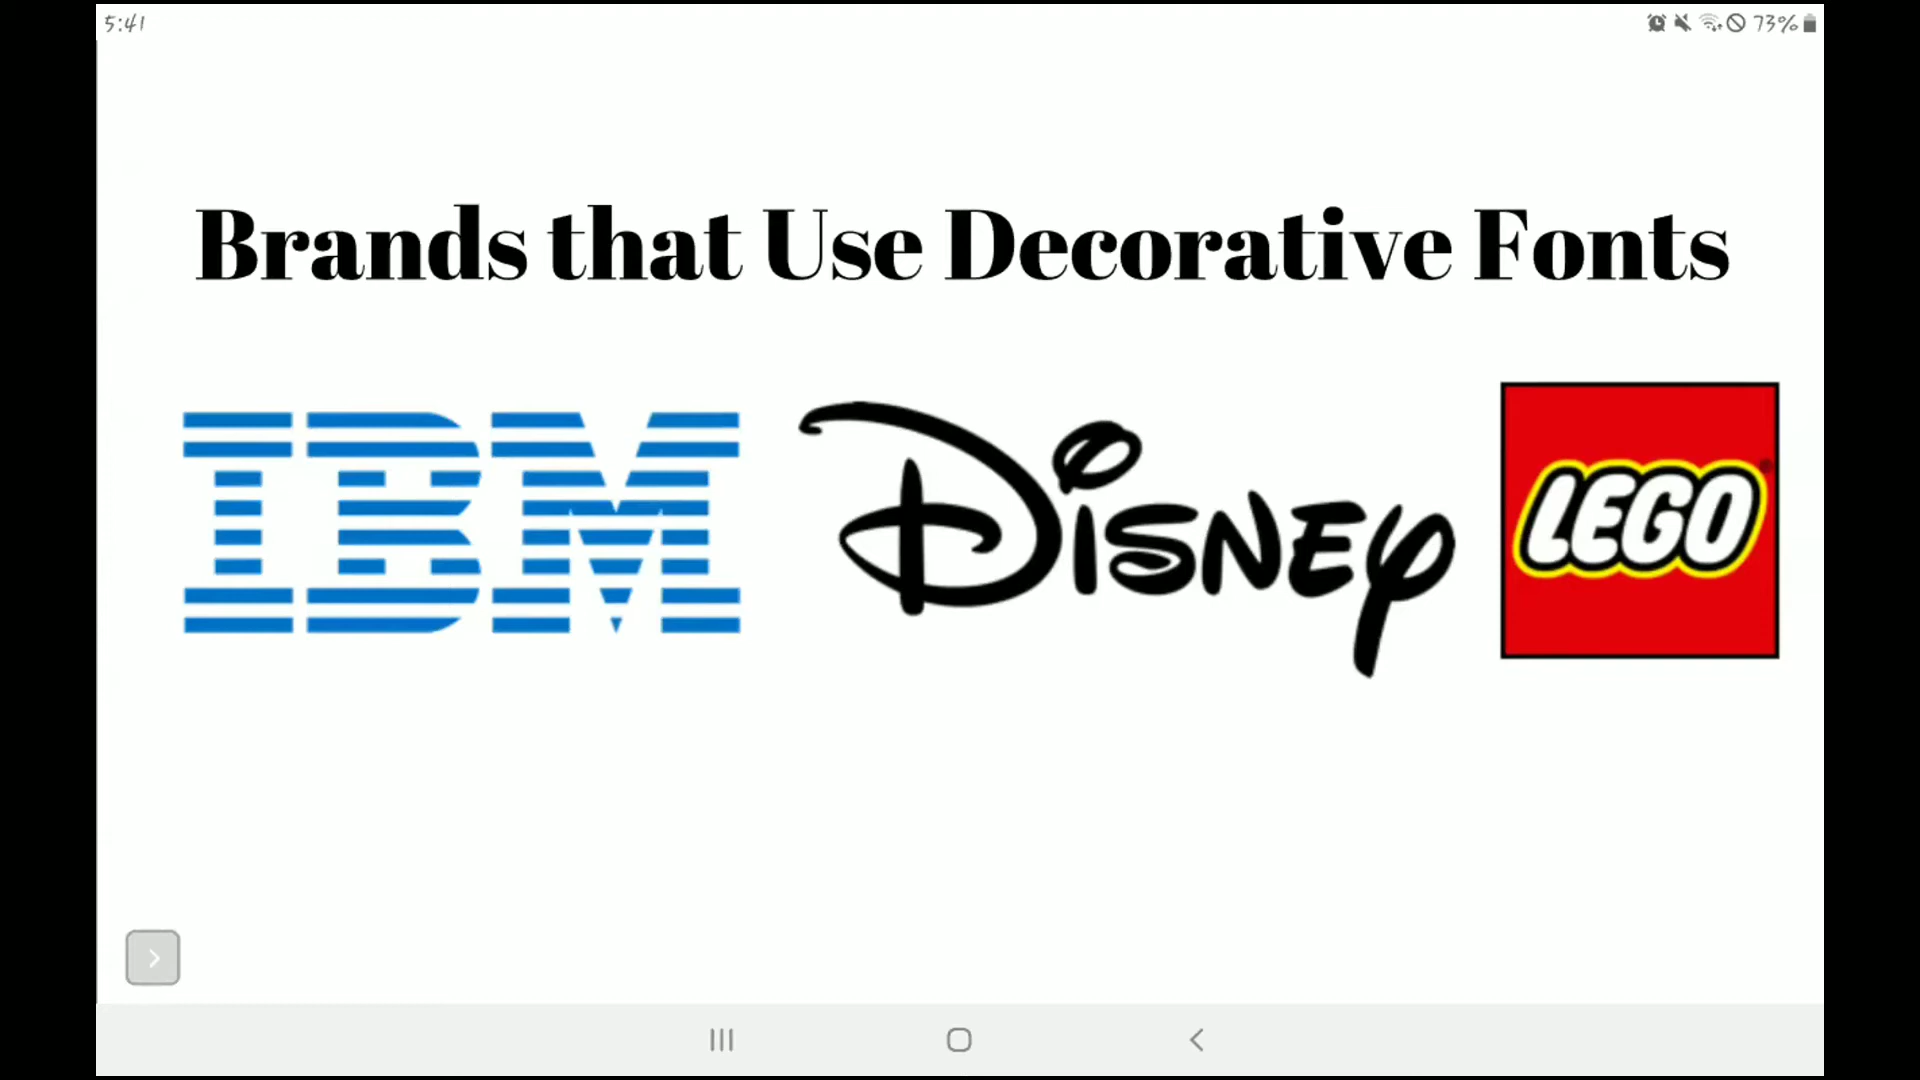 5:41
73%
Brands that Use Decorative Fonts
IBM
Disney
LEGO